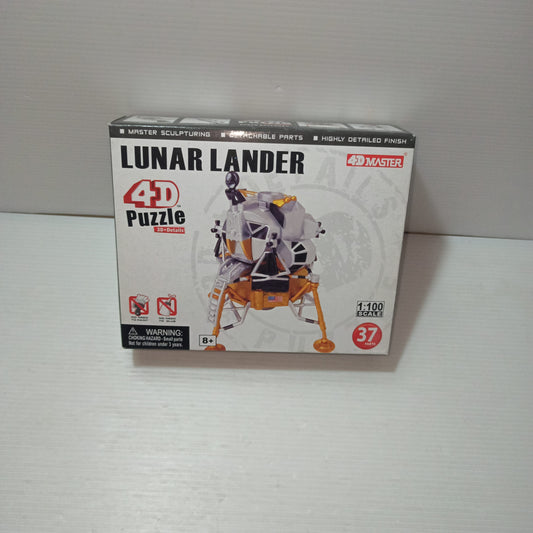 ■ MASTER SCULPTURING ■ DETACHABLE PARTS ■ HIGHLY DETAILED FINISH
LUNAR LANDER
4D MASTER
4D
Puzzle
3D+Details
1:100
SCALE
37
PARTS
WARNING:
CHOKING HAZARD - Small parts
Not for children under 3 years.
8+